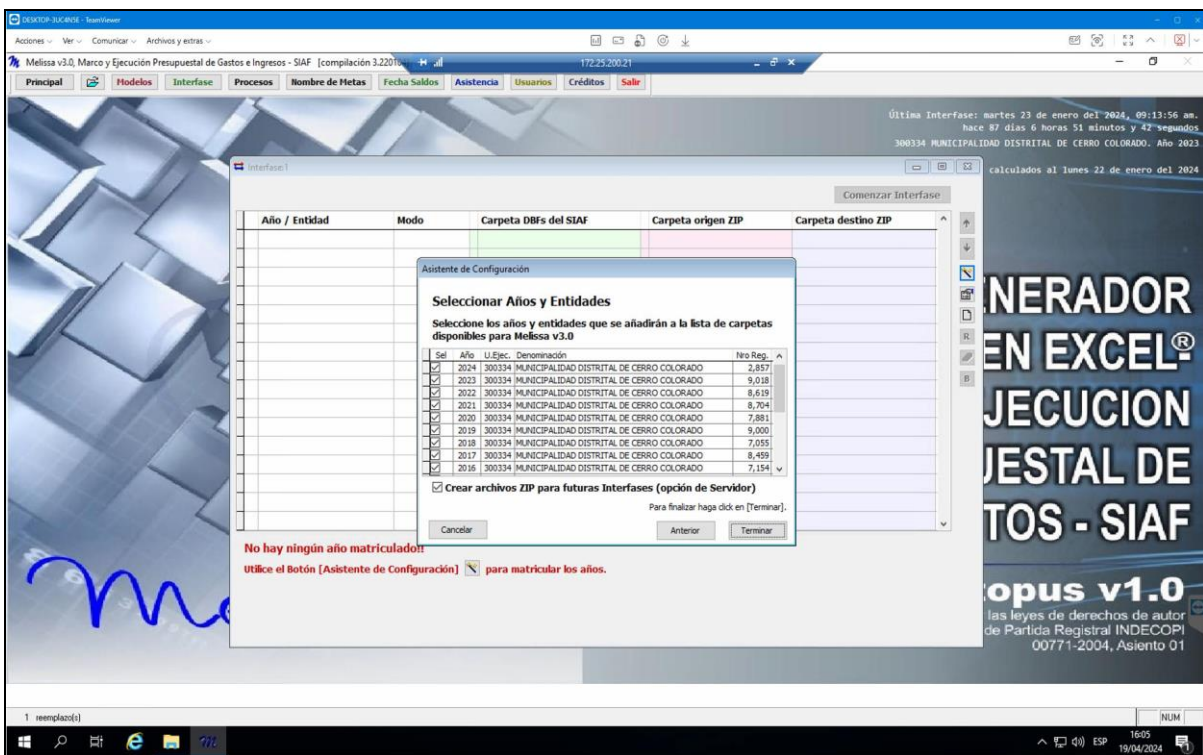 DESKTOP-3UC4N5E - TeamViewer
Acciones Ver Comunicar Archivos y extras
Melissa v3.0, Marco y Ejecución Presupuestal de Gastos e Ingresos - SIAF [compilación 3.2201
172.25.200.21
Principal Modelos Interfase Procesos Nombre de Metas Fecha Saldos Asistencia Usuarios Créditos Salir
Última Interfase: martes 23 de enero del 2024, 09:13:56 am.
hace 87 días 6 horas 51 minutos y 42 segundos
300334 MUNICIPALIDAD DISTRITAL DE CERRO COLORADO. Año 2023
calculados al lunes 22 de enero del 2024
Interfase:1
Comenzar Interfase
Año / Entidad Modo Carpeta DBFs del SIAF Carpeta origen ZIP Carpeta destino ZIP
Asistente de Configuración
Seleccionar Años y Entidades
Seleccione los años y entidades que se añadirán a la lista de carpetas
disponibles para Melissa v3.0
Sel Año U.Ejec. Denominación Nro Reg.
2024 300334 MUNICIPALIDAD DISTRITAL DE CERRO COLORADO 2,857
2023 300334 MUNICIPALIDAD DISTRITAL DE CERRO COLORADO 9,018
2022 300334 MUNICIPALIDAD DISTRITAL DE CERRO COLORADO 8,619
2021 300334 MUNICIPALIDAD DISTRITAL DE CERRO COLORADO 8,704
2020 300334 MUNICIPALIDAD DISTRITAL DE CERRO COLORADO 7,881
2019 300334 MUNICIPALIDAD DISTRITAL DE CERRO COLORADO 9,000
2018 300334 MUNICIPALIDAD DISTRITAL DE CERRO COLORADO 7,055
2017 300334 MUNICIPALIDAD DISTRITAL DE CERRO COLORADO 8,459
2016 300334 MUNICIPALIDAD DISTRITAL DE CERRO COLORADO 7,154
Crear archivos ZIP para futuras Interfases (opción de Servidor)
Para finalizar haga click en [Terminar].
Cancelar Anterior Terminar
No hay ningún año matriculado!!
Utilice el Botón [Asistente de Configuración] para matricular los años.
R
B
NERADOR
EN EXCEL®
JECUCION
UESTAL DE
TOS - SIAF
topus v1.0
las leyes de derechos de autor
de Partida Registral INDECOPI
00771-2004, Asiento 01
1 reemplazo(s)
NUM
ESP
16:05
19/04/2024